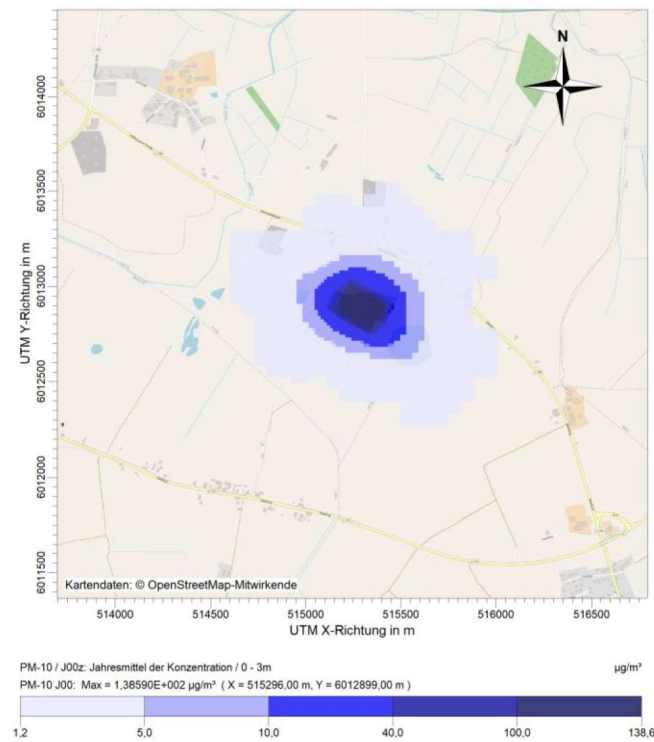 N
6014000
6013500
6013000
6012500
6012000
6011500
UTM Y-Richtung in m
Kartendaten: © OpenStreetMap-Mitwirkende
514000 514500 515000 515500 516000 516500
UTM X-Richtung in m
PM-10 / J00z: Jahresmittel der Konzentration / 0 - 3m µg/m³
PM-10 J00: Max = 1,38590E+002 µg/m³ ( X = 515296,00 m, Y = 6012899,00 m )
1,2 5,0 10,0 40,0 100,0 138,6